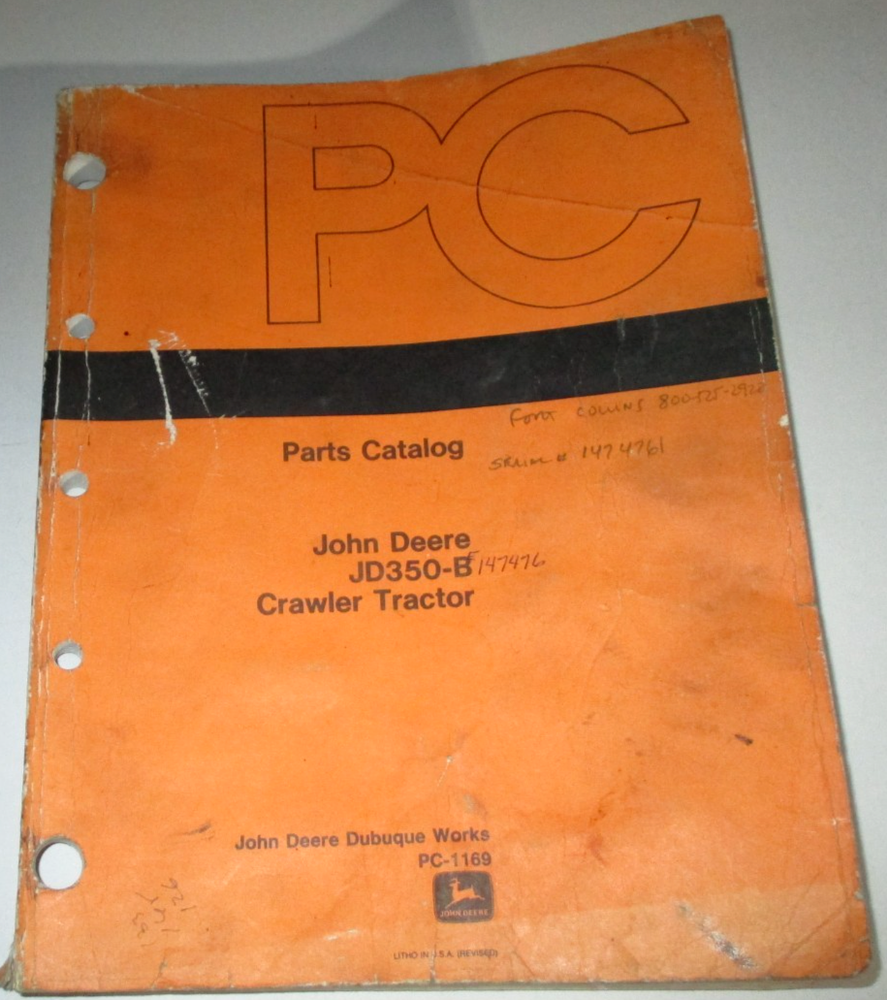 PC
Fort Collins 800-525-2922
Parts Catalog
Serial # 1474761
John Deere
JD350-B 147476
Crawler Tractor
John Deere Dubuque Works
PC-1169
JOHN DEERE
LITHO IN U.S.A. (REVISED)